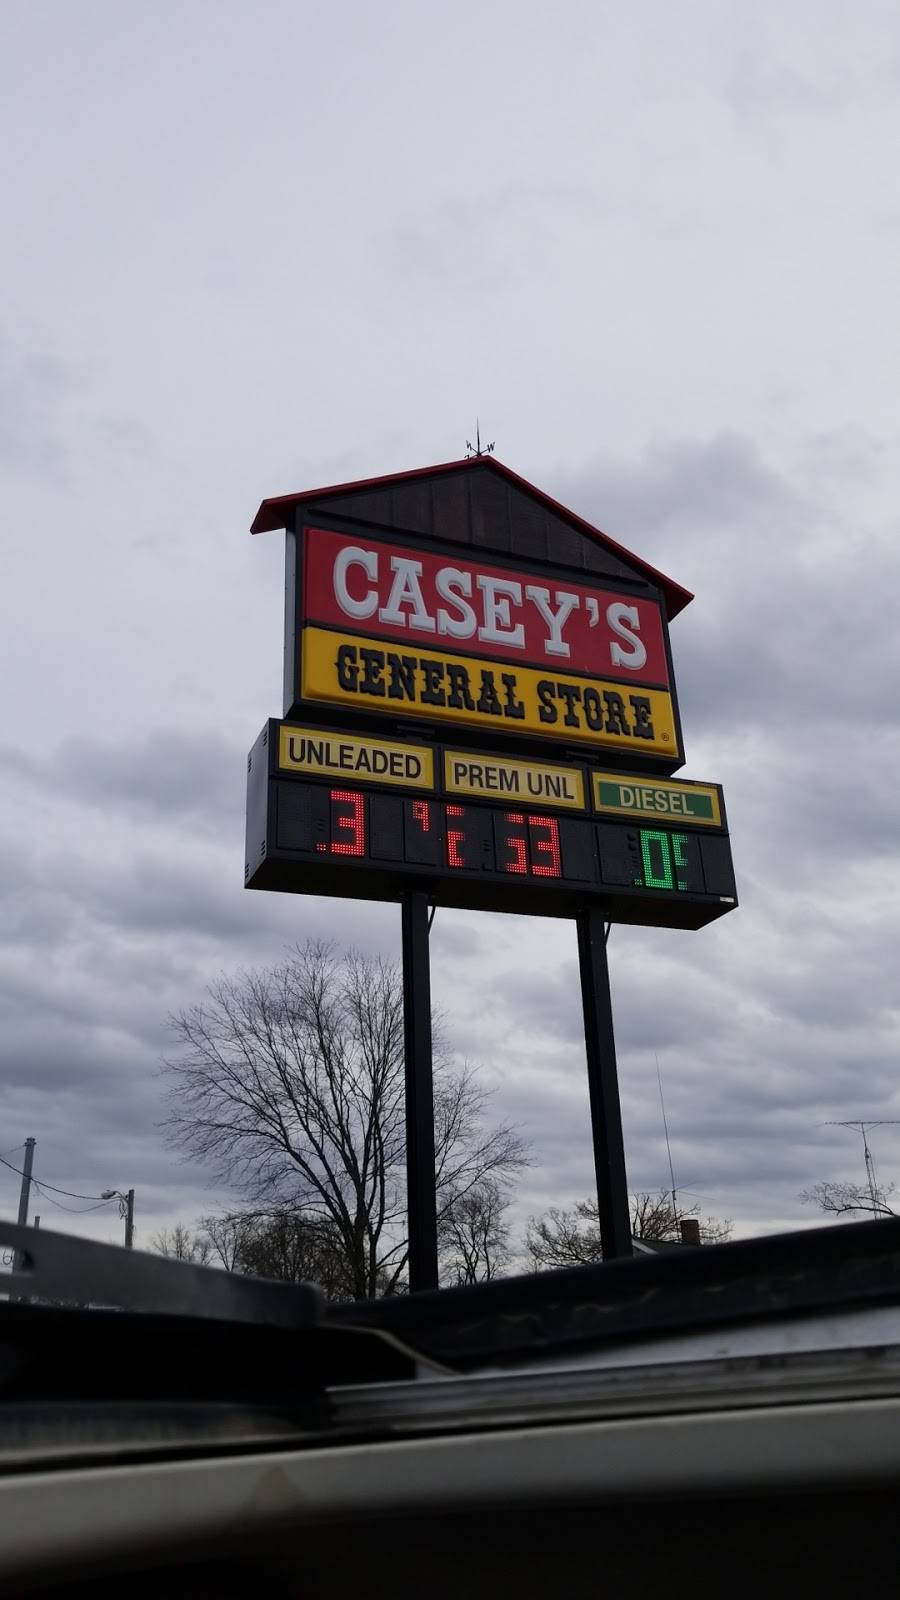 CASEY'S
GENERAL STORE®
UNLEADED PREM UNL DIESEL